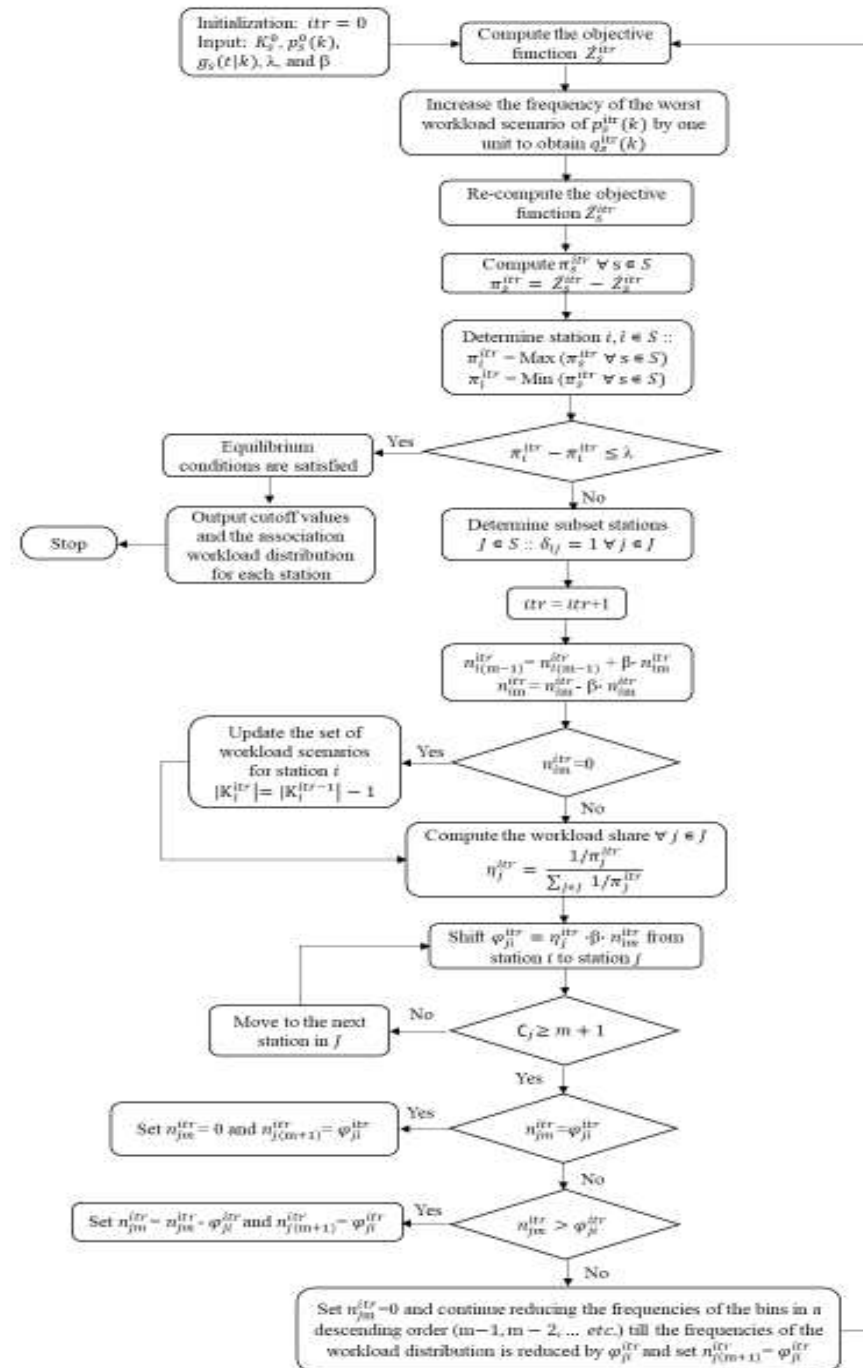 Initialization: itr = 0
Input: K_s^0, p_s^0(k),
g_s(t|k), λ, and β
Compute the objective
function Ẑ_s^itr
Increase the frequency of the worst
workload scenario of p_s^itr(k) by one
unit to obtain q_s^itr(k)
Re-compute the objective
function Z_s^itr
Compute π_s^itr ∀ s ∈ S
π_s^itr = Z_s^itr − Ẑ_s^itr
Determine station i, i ∈ S ::
π_i^itr = Max (π_s^itr ∀ s ∈ S)
π_i^itr = Min (π_s^itr ∀ s ∈ S)
π_i^itr − π_i^itr ≤ λ
Yes
Equilibrium
conditions are satisfied
Output cutoff values
and the association
workload distribution
for each station
Stop
No
Determine subset stations
J ∈ S :: δ_ij = 1 ∀ j ∈ J
itr = itr+1
n_i(m−1)^itr = n_i(m−1)^itr + β· n_im^itr
n_im^itr = n_im^itr - β· n_im^itr
n_im^itr=0
Yes
Update the set of
workload scenarios
for station i
|K_i^itr|= |K_i^itr−1| − 1
No
Compute the workload share ∀ j ∈ J
η_j^itr = (1/π_j^itr) / (∑_j∈J 1/π_j^itr)
Shift φ_ji^itr = η_j^itr ·β· n_im^itr from
station i to station j
C_j ≥ m + 1
No
Move to the next
station in J
Yes
n_jm^itr=φ_ji^itr
Yes
Set n_jm^itr= 0 and n_j(m+1)^itr= φ_ji^itr
No
n_jm^itr > φ_ji^itr
Yes
Set n_jm^itr= n_jm^itr- φ_ji^itr and n_j(m+1)^itr= φ_ji^itr
No
Set n_jm^itr=0 and continue reducing the frequencies of the bins in a
descending order (m−1, m − 2, ... etc.) till the frequencies of the
workload distribution is reduced by φ_ji^itr and set n_j(m+1)^itr= φ_ji^itr